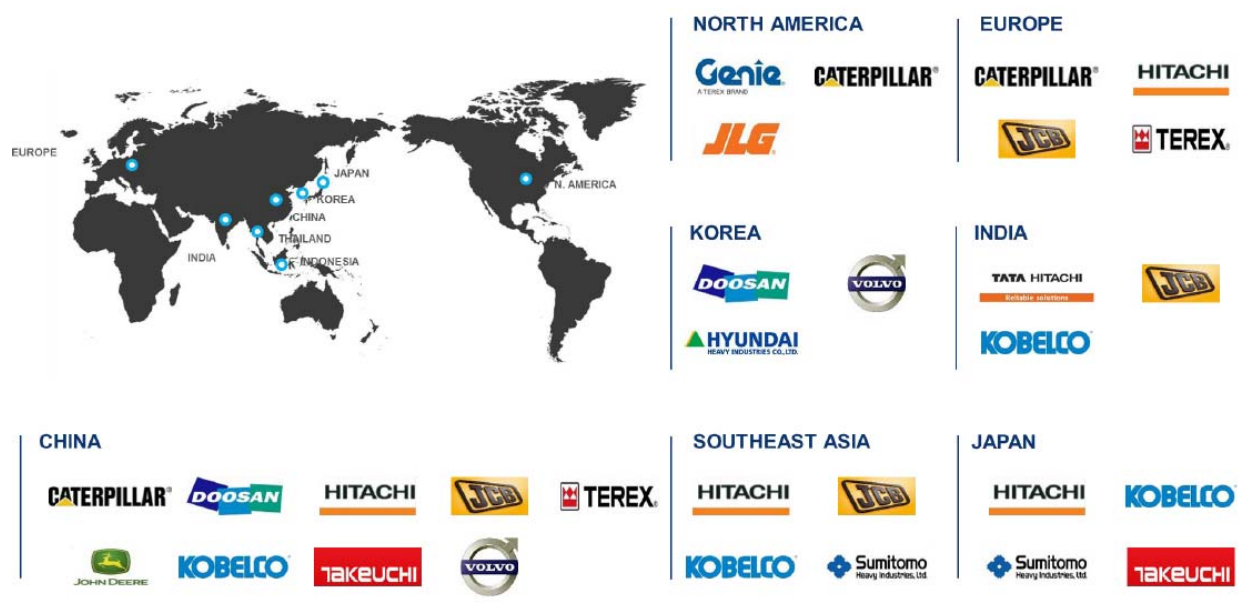 EUROPE
JAPAN
KOREA
CHINA
THAILAND
INDIA
INDONESIA
N. AMERICA
NORTH AMERICA
Genie®
A TEREX BRAND
CATERPILLAR®
JLG®
EUROPE
CATERPILLAR®
HITACHI
JCB
TEREX®
KOREA
DOOSAN
VOLVO
HYUNDAI
HEAVY INDUSTRIES CO.,LTD.
INDIA
TATA HITACHI
Reliable solutions
JCB
KOBELCO
CHINA
CATERPILLAR®
DOOSAN
HITACHI
JCB
TEREX®
JOHN DEERE
KOBELCO
TAKEUCHI
VOLVO
SOUTHEAST ASIA
HITACHI
JCB
KOBELCO
Sumitomo
Heavy Industries, Ltd.
JAPAN
HITACHI
KOBELCO
Sumitomo
Heavy Industries, Ltd.
TAKEUCHI